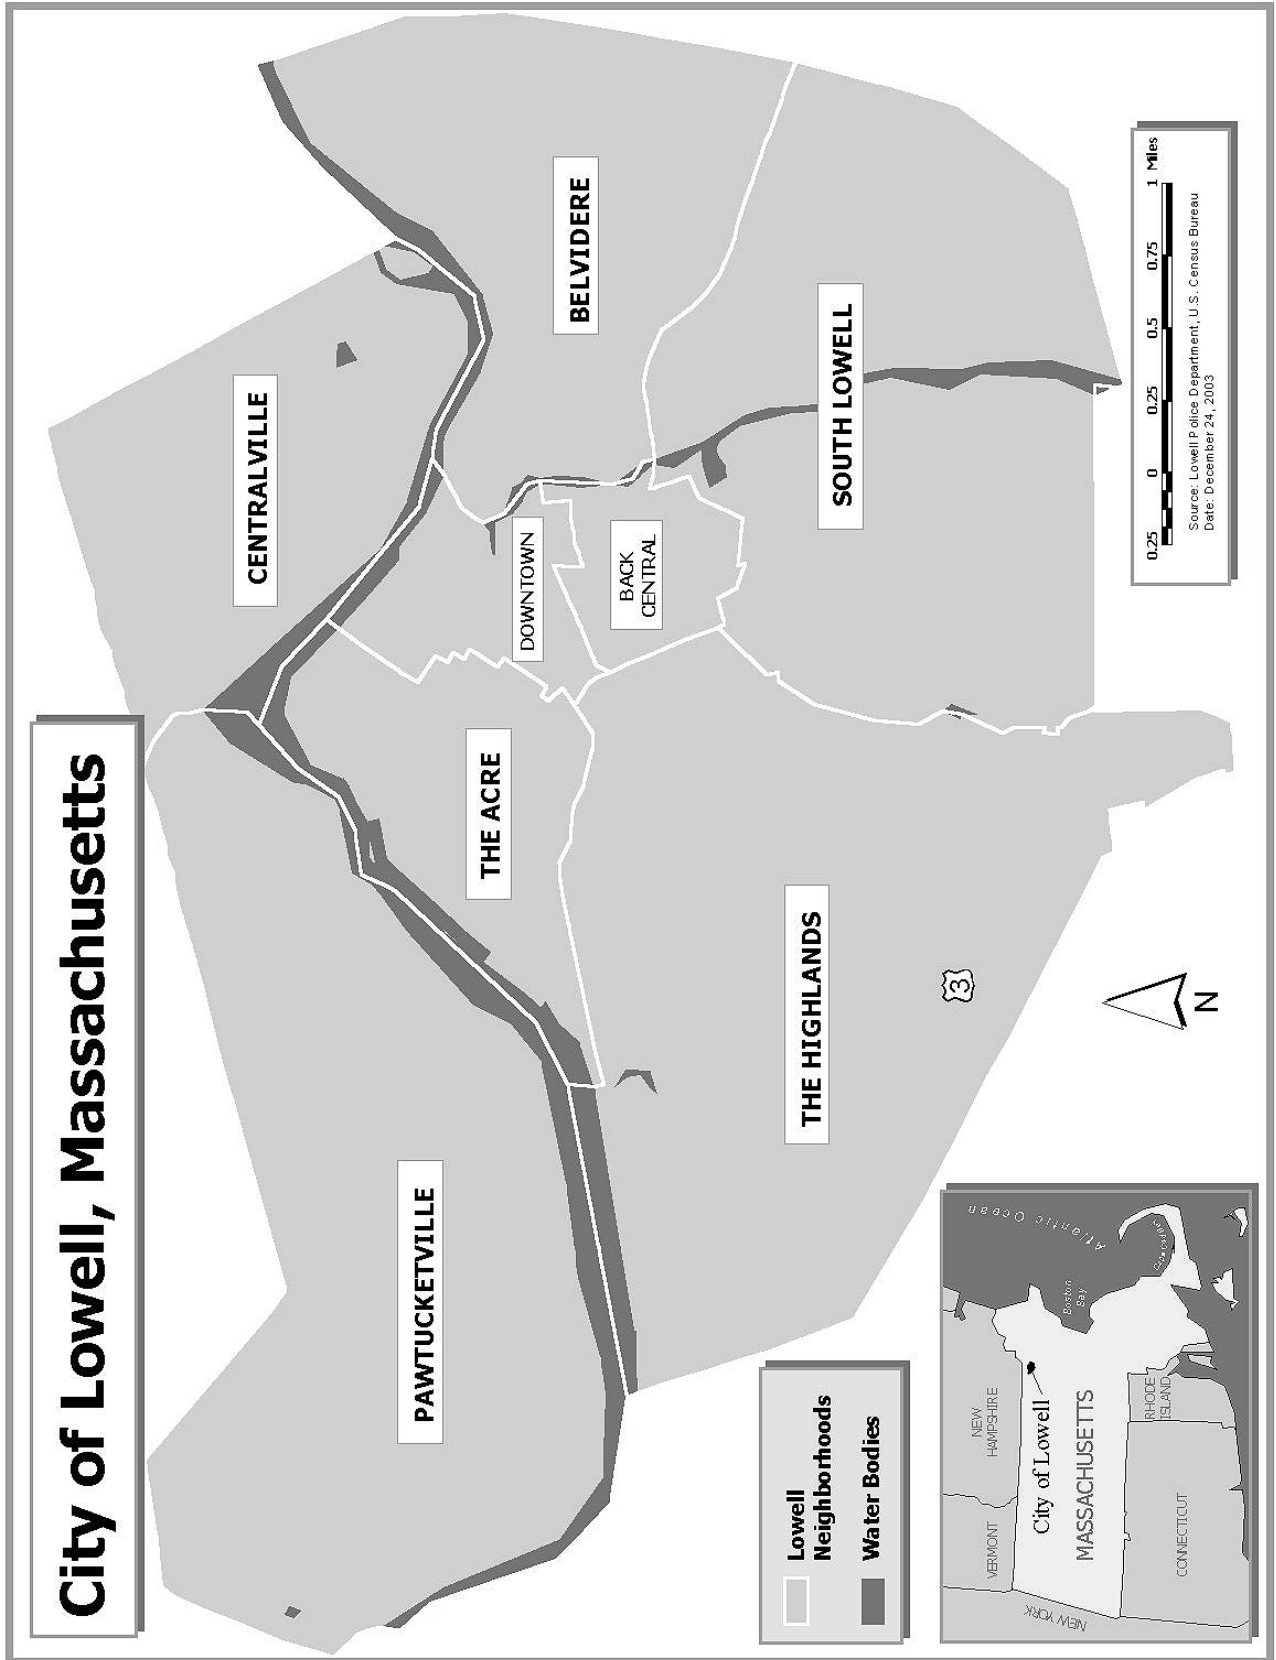 City of Lowell, Massachusetts
CENTRALVILLE
PAWTUCKETVILLE
BELVIDERE
THE ACRE
DOWNTOWN
BACK
CENTRAL
SOUTH LOWELL
THE HIGHLANDS
3
Lowell
Neighborhoods
Water Bodies
NEW YORK
VERMONT
NEW
HAMPSHIRE
City of Lowell
MASSACHUSETTS
CONNECTICUT
RHODE
ISLAND
Boston
Bay
Atlantic Ocean
Cape Cod Bay
N
0.25 0 0.25 0.5 0.75 1 Miles
Source: Lowell Police Department, U.S. Census Bureau
Date: December 24, 2003